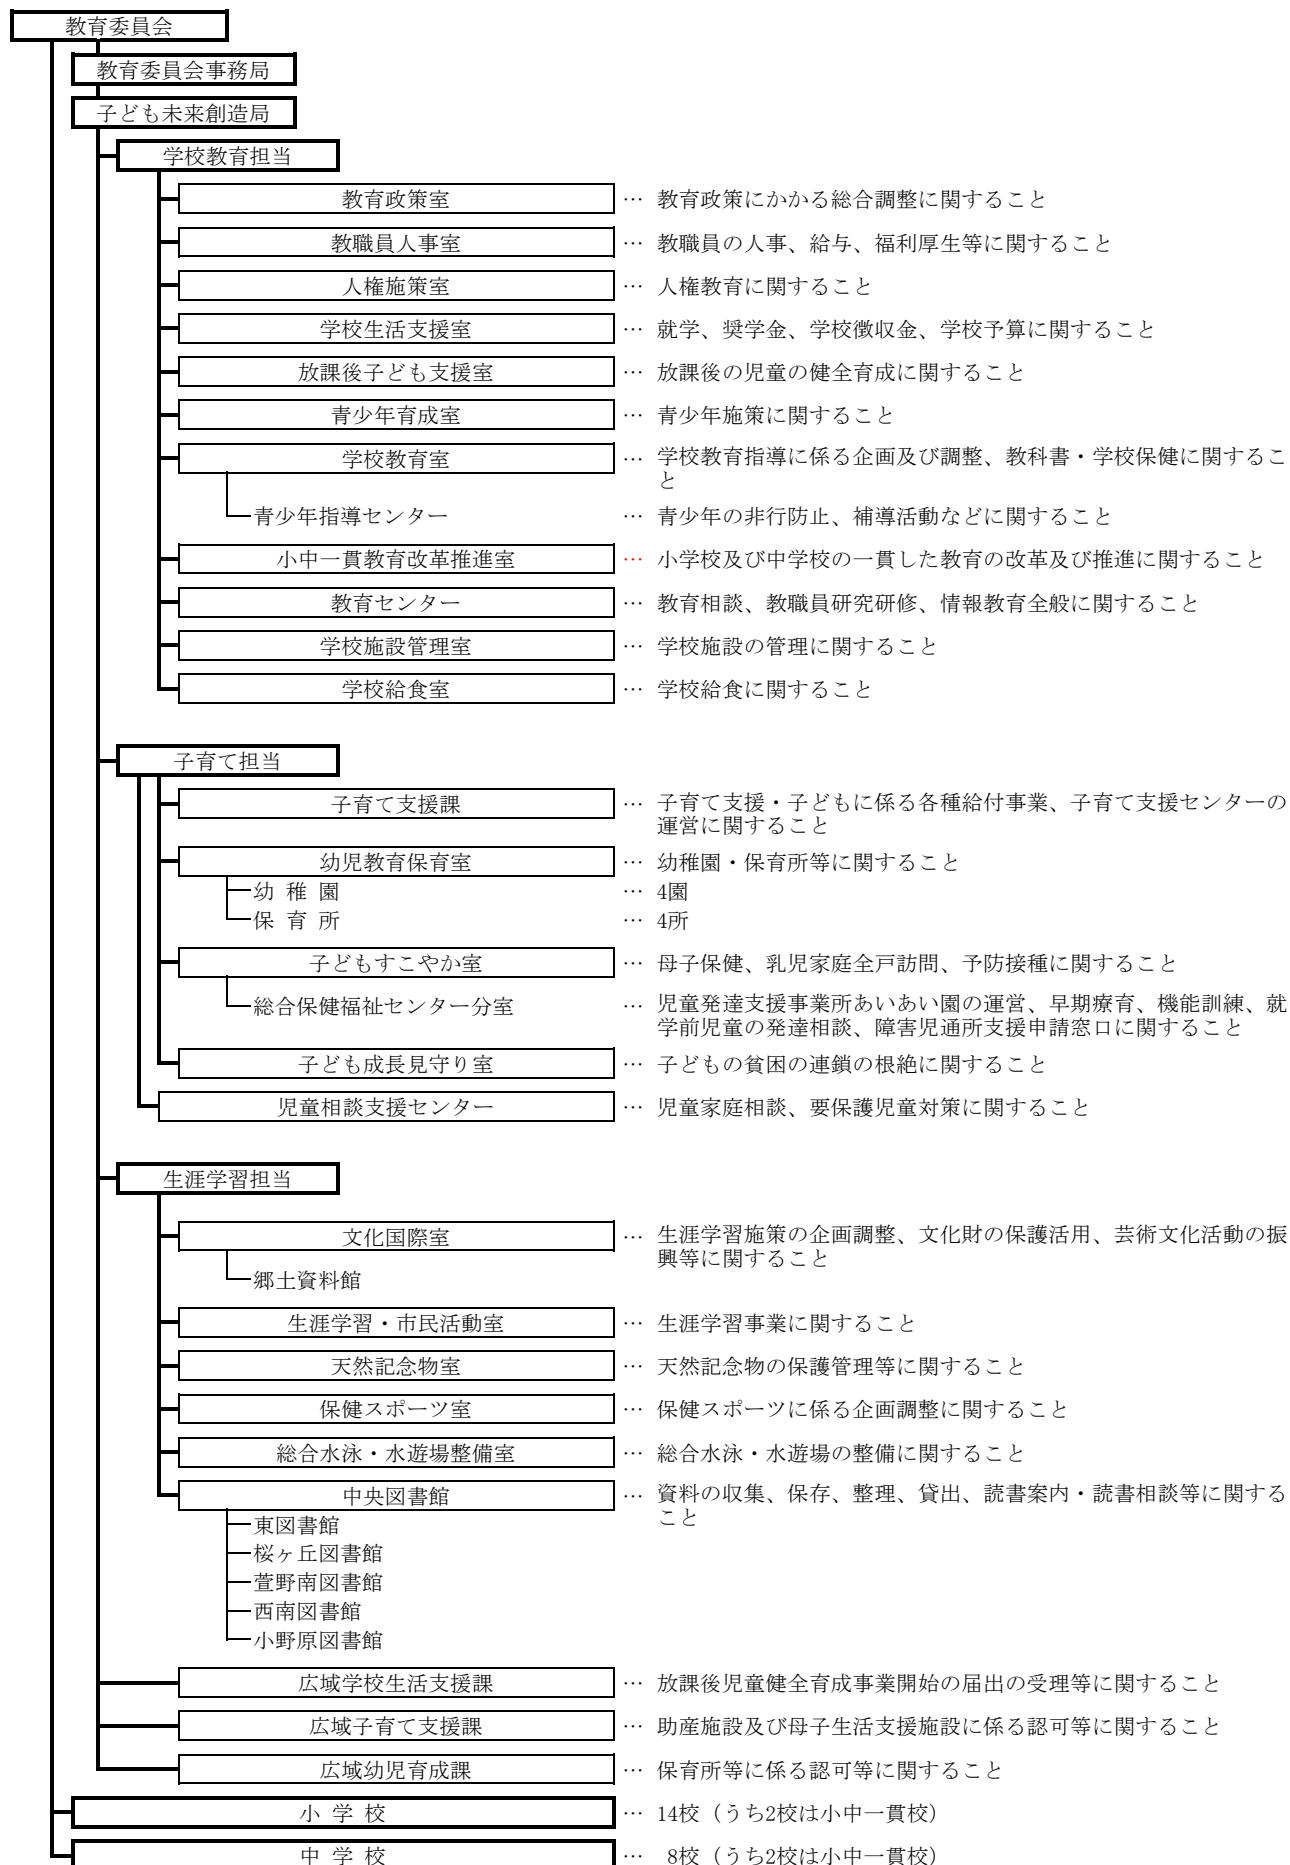 教育委員会
教育委員会事務局
子ども未来創造局
学校教育担当
教育政策室 … 教育政策にかかる総合調整に関すること
教職員人事室 … 教職員の人事、給与、福利厚生等に関すること
人権施策室 … 人権教育に関すること
学校生活支援室 … 就学、奨学金、学校徴収金、学校予算に関すること
放課後子ども支援室 … 放課後の児童の健全育成に関すること
青少年育成室 … 青少年施策に関すること
学校教育室 … 学校教育指導に係る企画及び調整、教科書・学校保健に関するこ
と
青少年指導センター … 青少年の非行防止、補導活動などに関すること
小中一貫教育改革推進室 … 小学校及び中学校の一貫した教育の改革及び推進に関すること
教育センター … 教育相談、教職員研究研修、情報教育全般に関すること
学校施設管理室 … 学校施設の管理に関すること
学校給食室 … 学校給食に関すること
子育て担当
子育て支援課 … 子育て支援・子どもに係る各種給付事業、子育て支援センターの
運営に関すること
幼児教育保育室 … 幼稚園・保育所等に関すること
幼 稚 園 … 4園
保 育 所 … 4所
子どもすこやか室 … 母子保健、乳児家庭全戸訪問、予防接種に関すること
総合保健福祉センター分室 … 児童発達支援事業所あいあい園の運営、早期療育、機能訓練、就
学前児童の発達相談、障害児通所支援申請窓口に関すること
子ども成長見守り室 … 子どもの貧困の連鎖の根絶に関すること
児童相談支援センター … 児童家庭相談、要保護児童対策に関すること
生涯学習担当
文化国際室 … 生涯学習施策の企画調整、文化財の保護活用、芸術文化活動の振
興等に関すること
郷土資料館
生涯学習・市民活動室 … 生涯学習事業に関すること
天然記念物室 … 天然記念物の保護管理等に関すること
保健スポーツ室 … 保健スポーツに係る企画調整に関すること
総合水泳・水遊場整備室 … 総合水泳・水遊場の整備に関すること
中央図書館 … 資料の収集、保存、整理、貸出、読書案内・読書相談等に関する
こと
東図書館
桜ヶ丘図書館
萱野南図書館
西南図書館
小野原図書館
広域学校生活支援課 … 放課後児童健全育成事業開始の届出の受理等に関すること
広域子育て支援課 … 助産施設及び母子生活支援施設に係る認可等に関すること
広域幼児育成課 … 保育所等に係る認可等に関すること
小 学 校 … 14校（うち2校は小中一貫校）
中 学 校 … 8校（うち2校は小中一貫校）